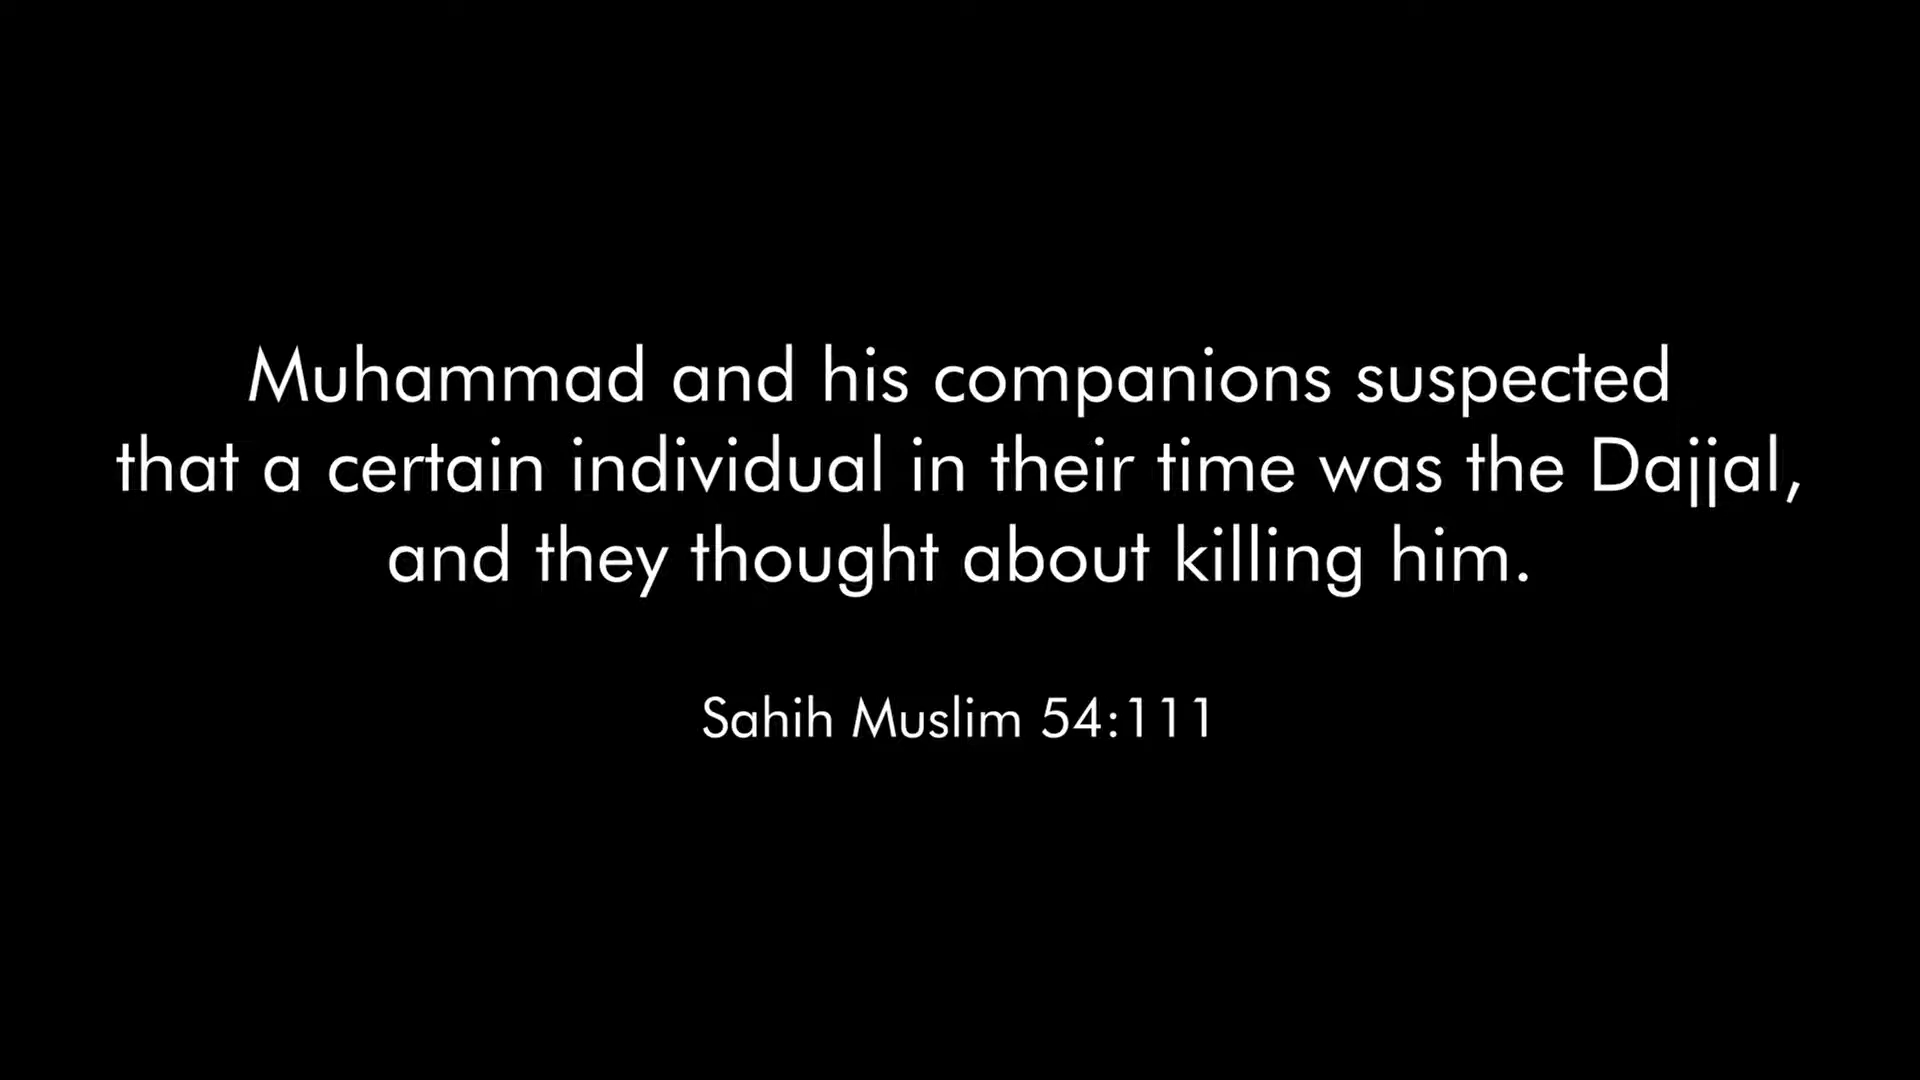 Muhammad and his companions suspected
that a certain individual in their time was the Dajjal,
and they thought about killing him.
Sahih Muslim 54:111